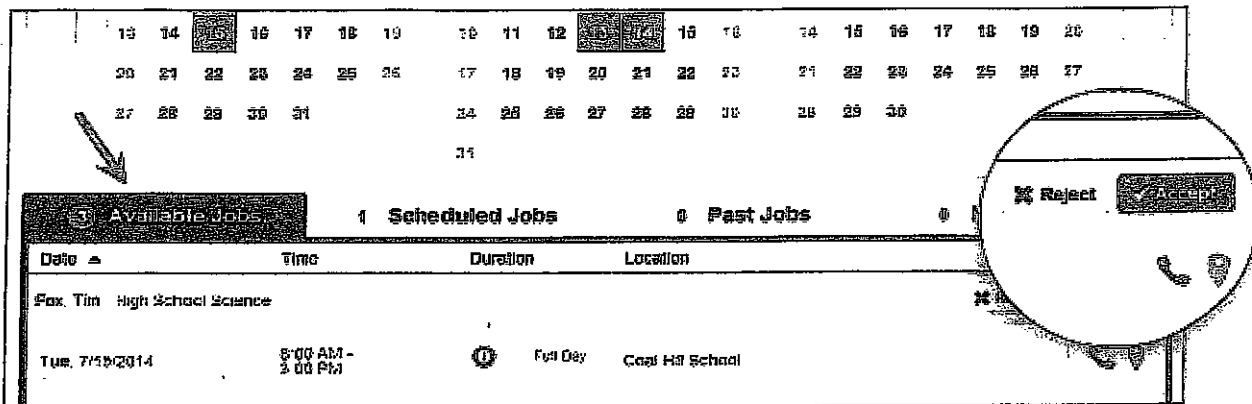 13 14 15 16 17 18 19 10 11 12 13 14 15 16 14 15 16 17 18 19 20
20 21 22 23 24 25 26 17 18 19 20 21 22 23 21 22 23 24 25 26 27
27 28 29 30 31 24 25 26 27 28 29 30 28 29 30
31
Reject Accept
3 Available Jobs 1 Scheduled Jobs 0 Past Jobs 0
Date Time Duration Location
Fox, Tim High School Science
8:00 AM -
Tue, 7/15/2014 Full Day Coal Hill School
3:00 PM